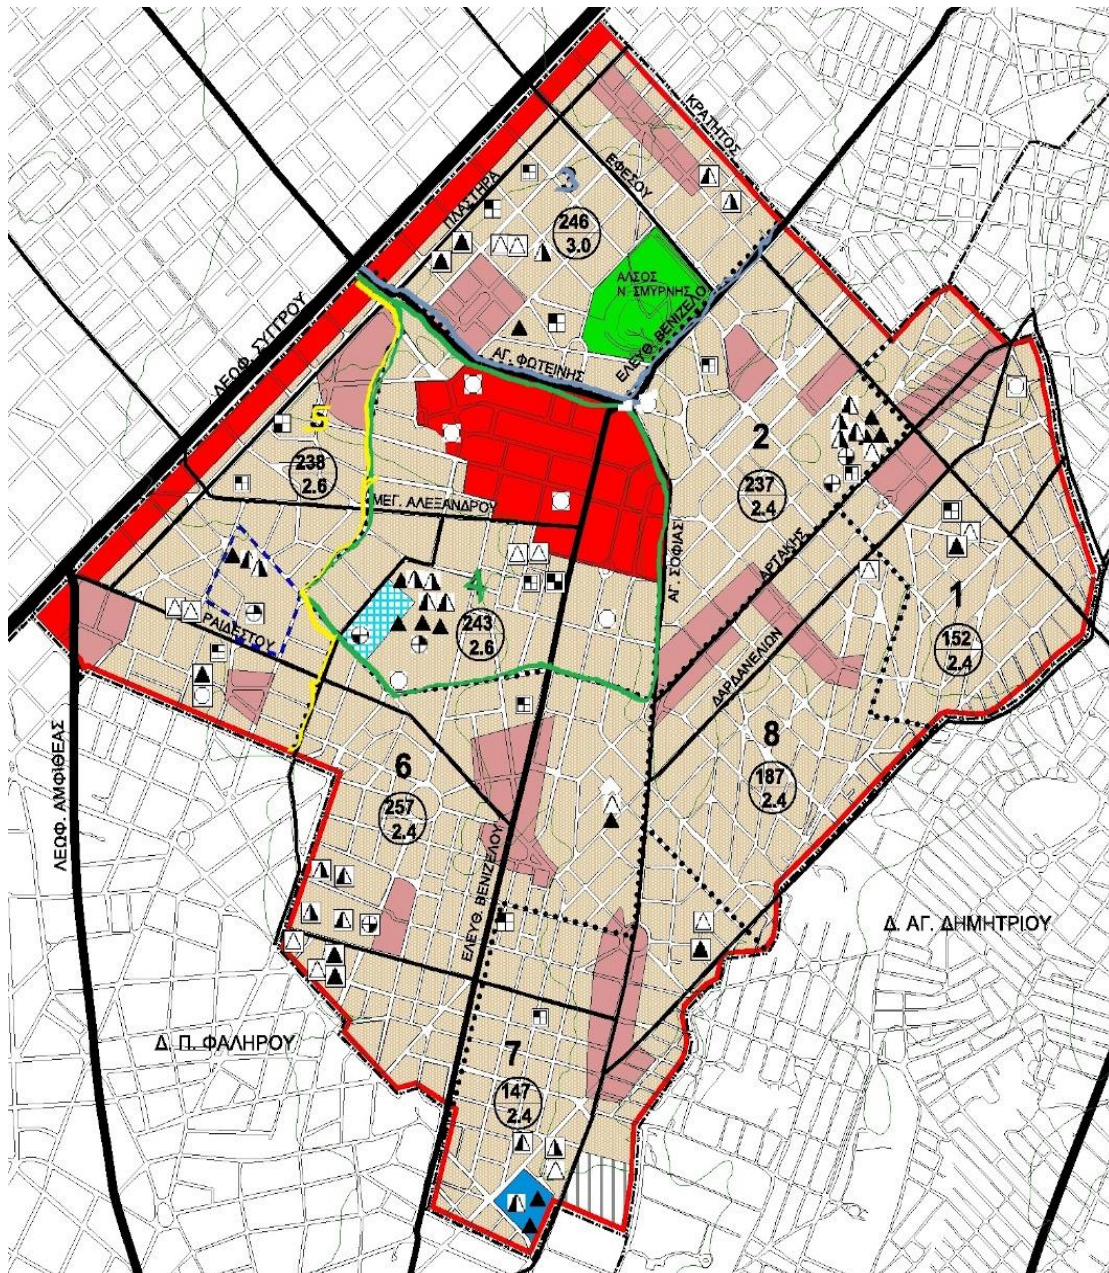 ΚΡΑΤΗΤΟΣ
ΕΦΕΣΟΥ
ΠΛΑΣΤΗΡΑ
3
246
3.0
ΑΛΣΟΣ
Ν. ΣΜΥΡΝΗΣ
ΕΛΕΥΘ. ΒΕΝΙΖΕΛΟ
ΛΕΩΦ. ΣΥΓΓΡΟΥ
ΑΓ. ΦΩΤΕΙΝΗΣ
5
238
2.6
2
237
2.4
ΜΕΓ. ΑΛΕΞΑΝΔΡΟΥ
ΑΓ. ΣΟΦΙΑΣ
ΑΡΤΑΚΗΣ
4
243
2.6
1
152
2.4
ΡΑΙΔΕΣΤΟΥ
ΔΑΡΔΑΝΕΛΙΩΝ
ΛΕΩΦ. ΑΜΦΙΘΕΑΣ
6
257
2.4
8
187
2.4
ΕΛΕΥΘ. ΒΕΝΙΖΕΛΟΥ
Δ. ΑΓ. ΔΗΜΗΤΡΙΟΥ
Δ. Π. ΦΑΛΗΡΟΥ
7
147
2.4